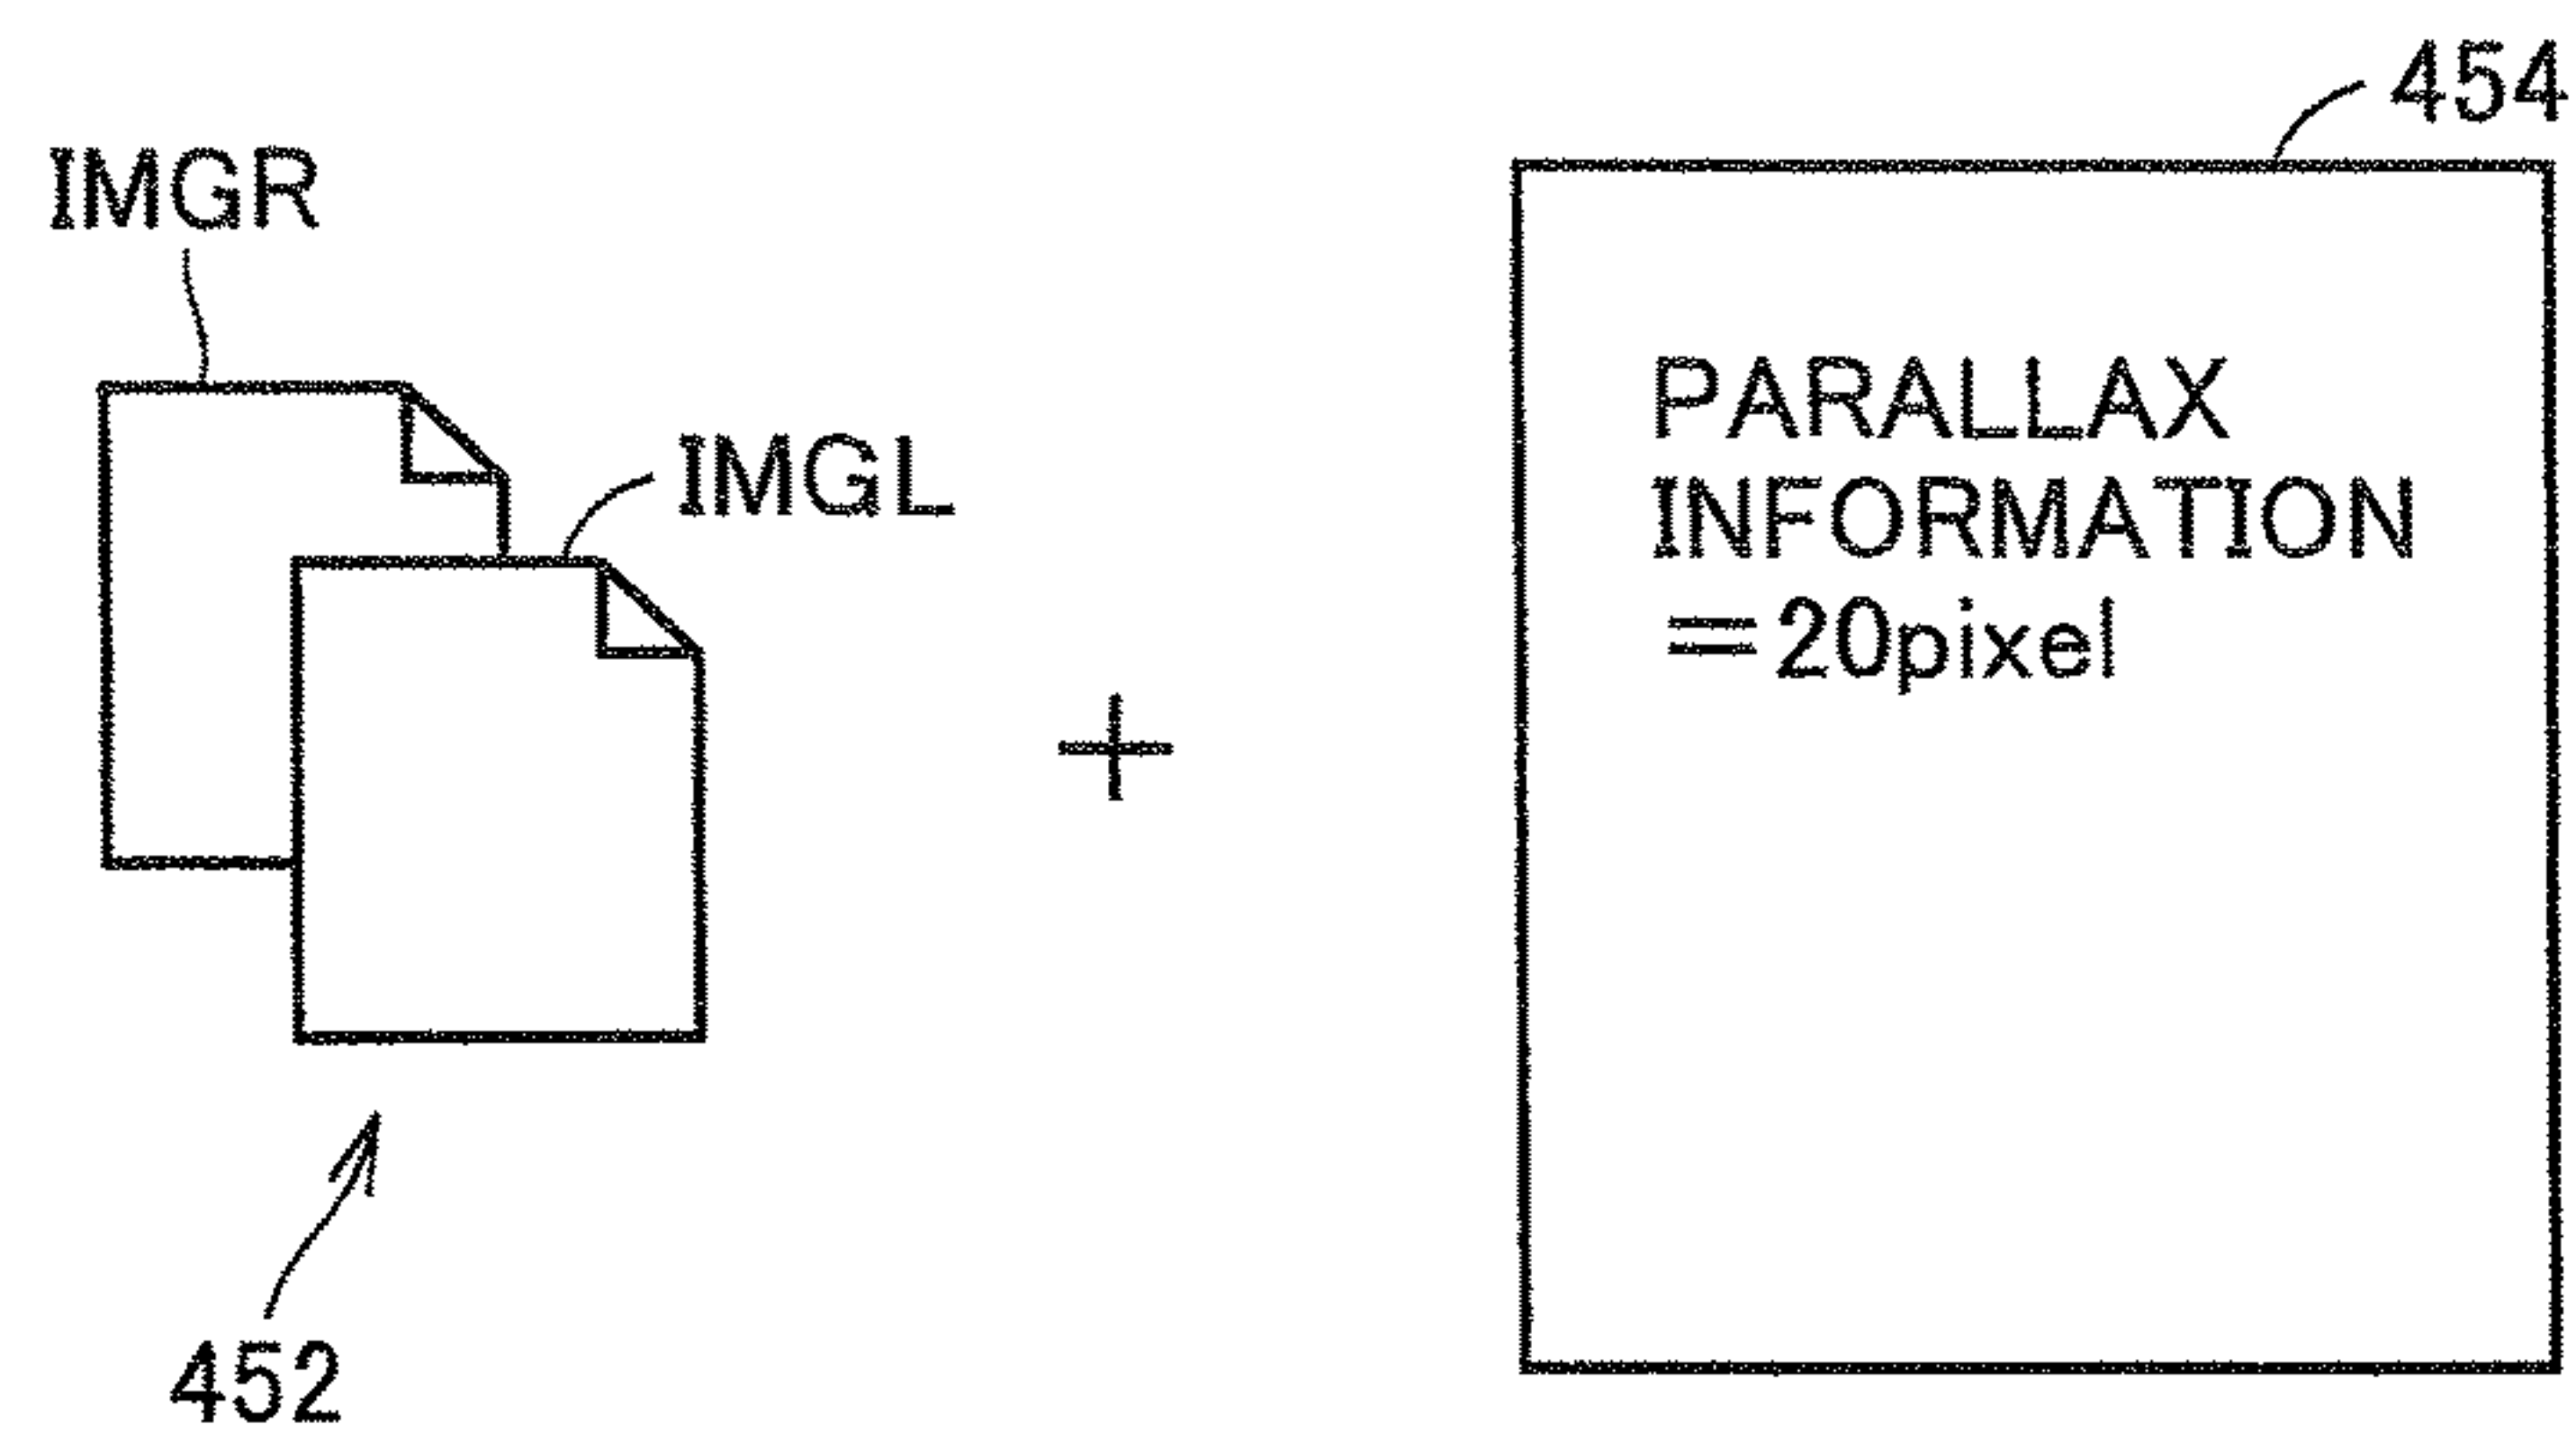 454
IMGR
IMGL
PARALLAX
INFORMATION
=20pixel
+
452